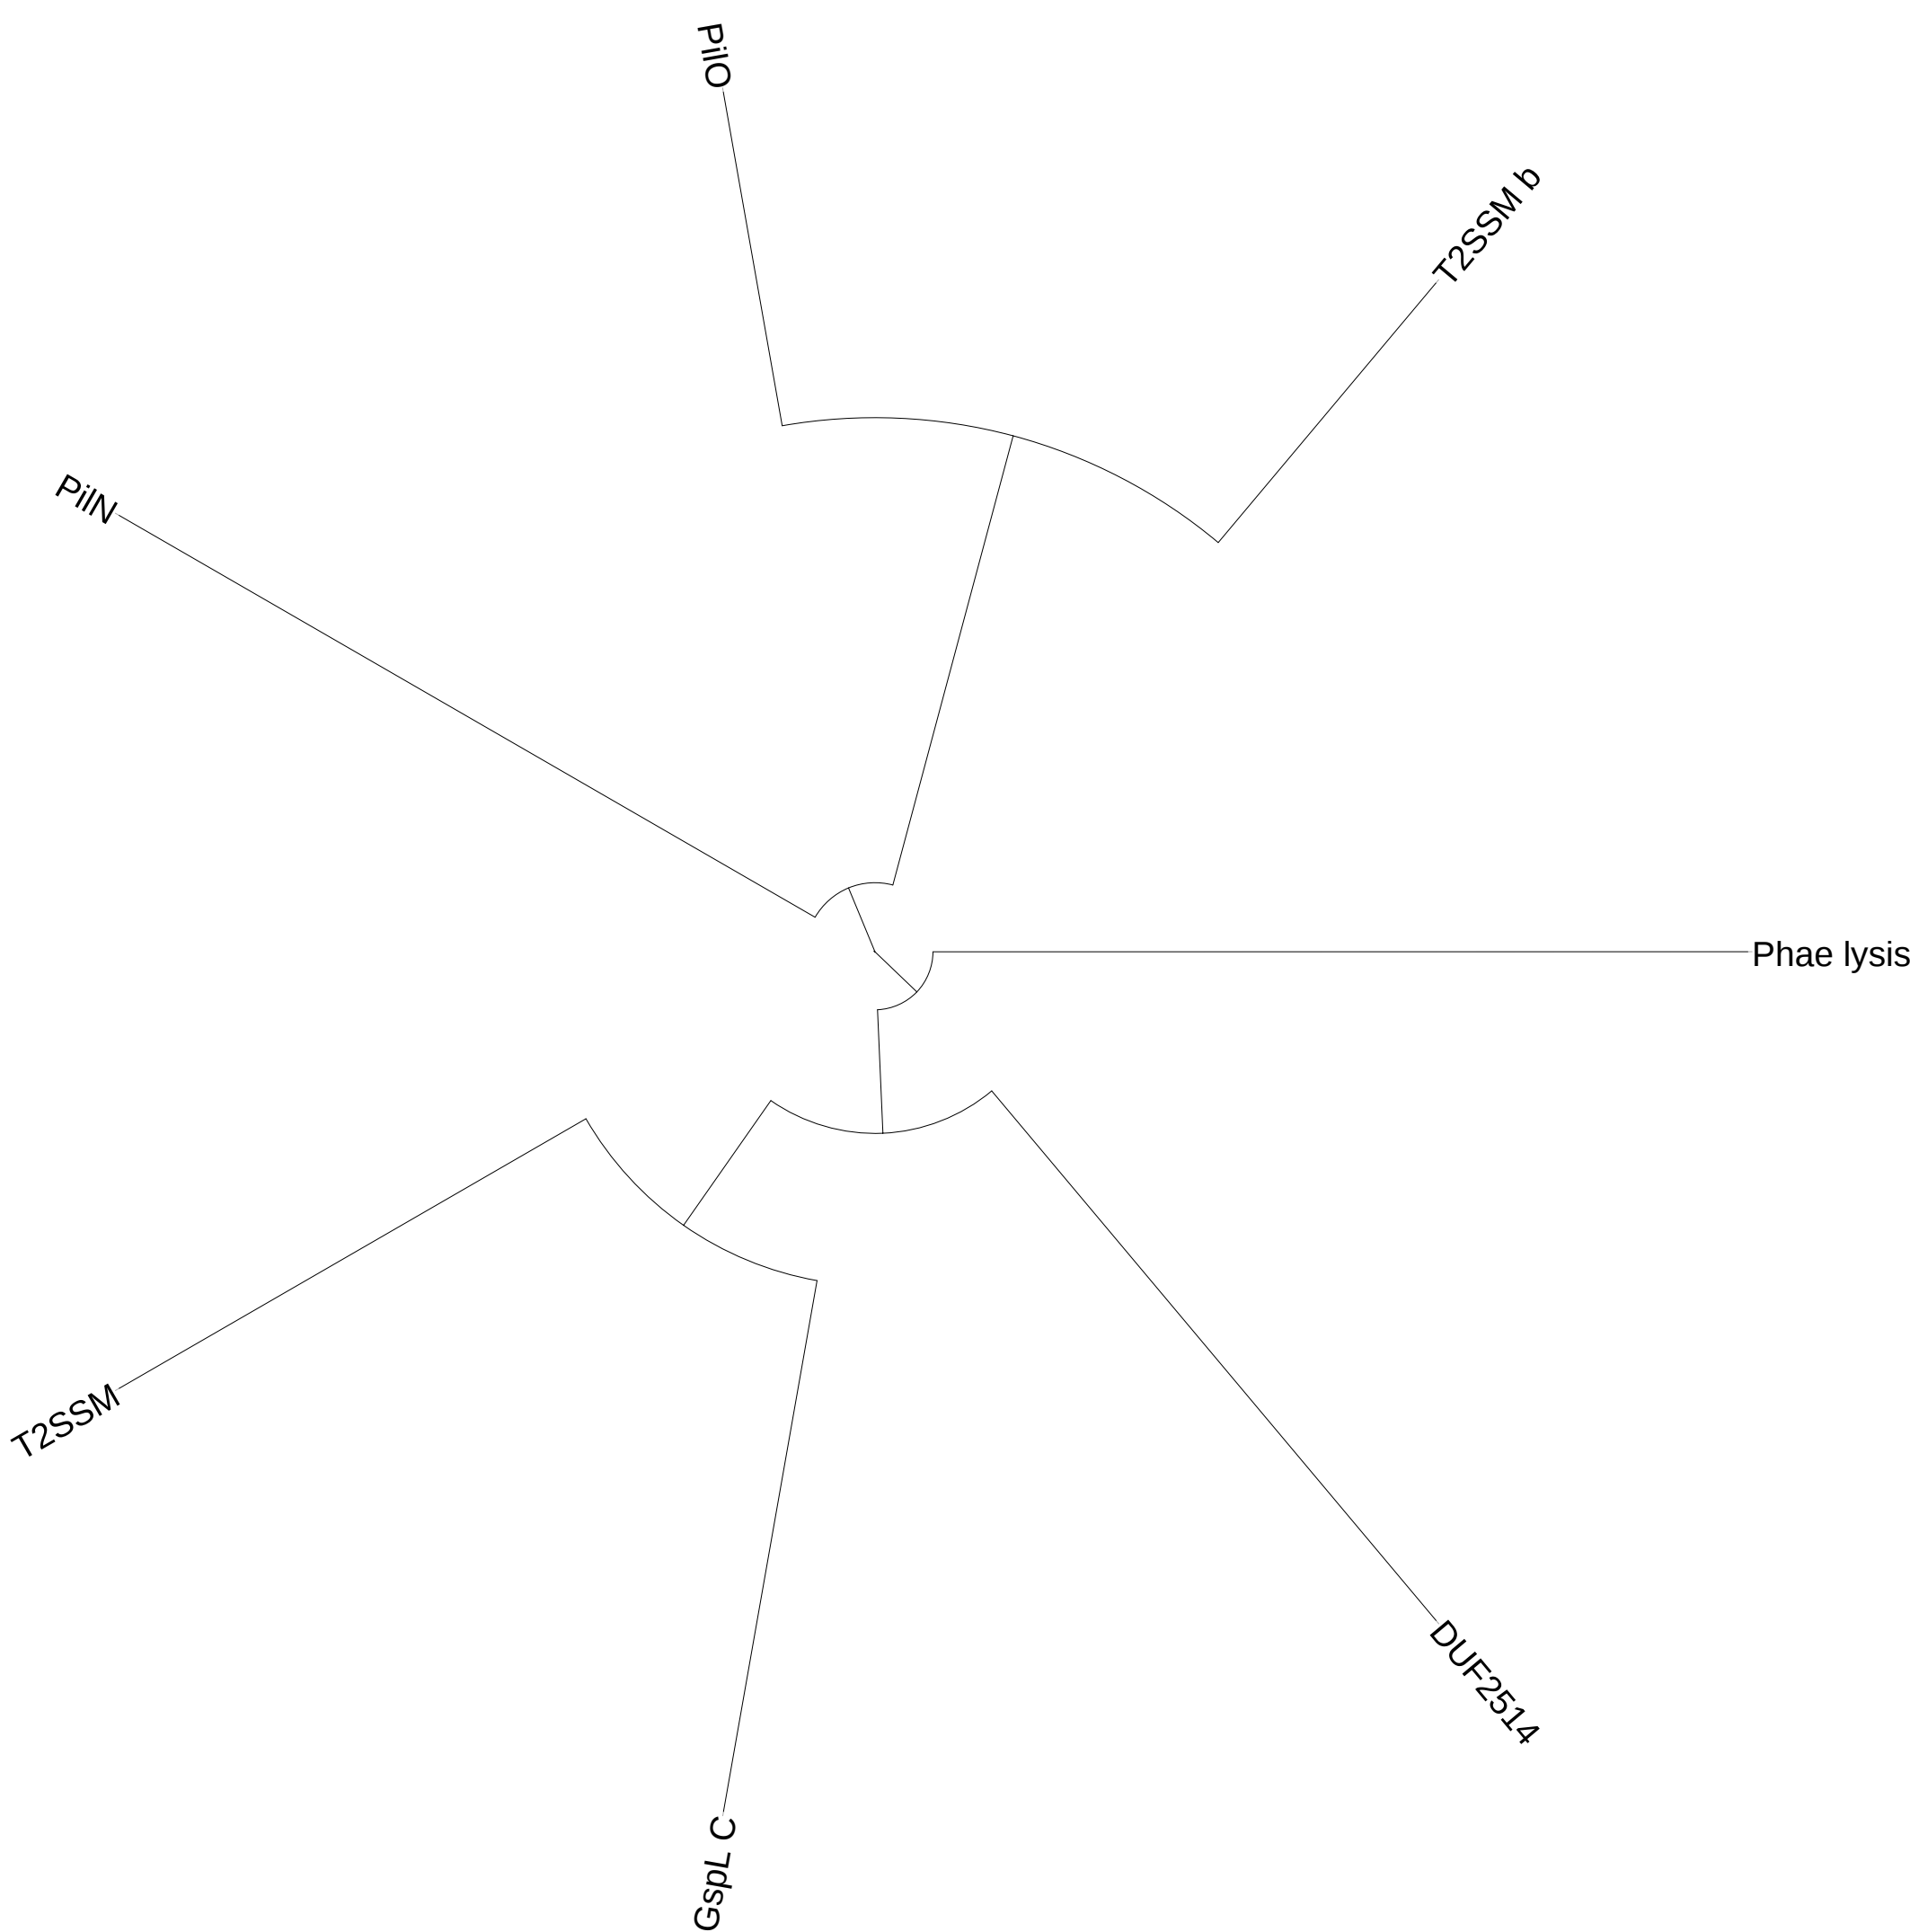 PilO
T2SSM b
PilN
Phae lysis
T2SSM
DUF2514
GspL C